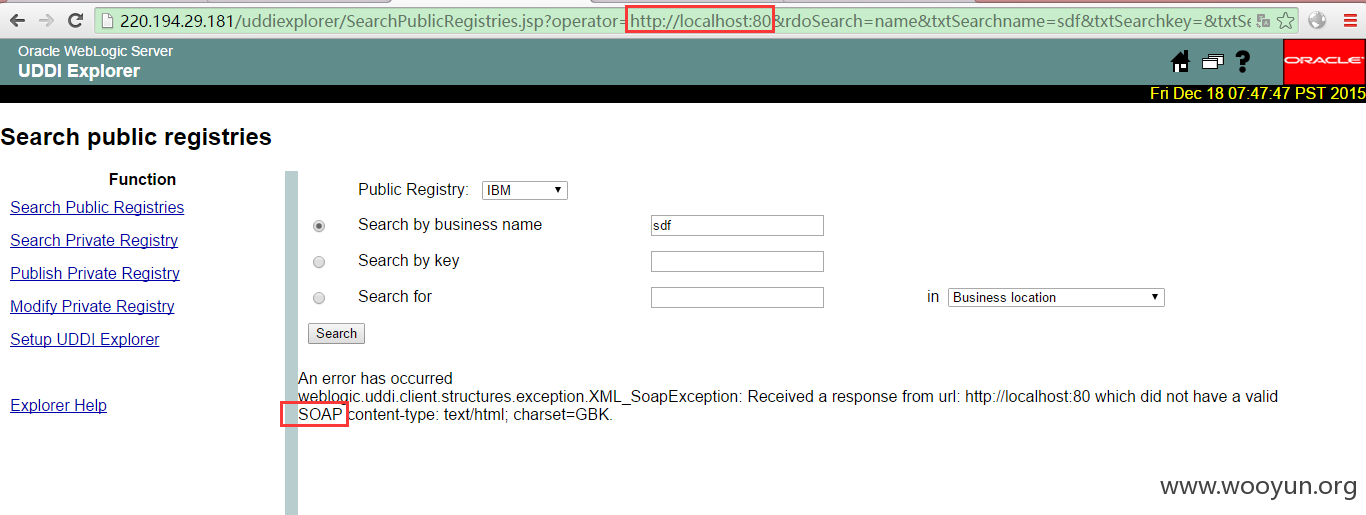 220.194.29.181/uddiexplorer/SearchPublicRegistries.jsp?operator=http://localhost:80&rdoSearch=name&txtSearchname=sdf&txtSearchkey=&txtSe
Oracle WebLogic Server
UDDI Explorer
ORACLE
Fri Dec 18 07:47:47 PST 2015
Search public registries
Function
Search Public Registries
Search Private Registry
Publish Private Registry
Modify Private Registry
Setup UDDI Explorer
Explorer Help
Public Registry: IBM
Search by business name sdf
Search by key
Search for in Business location
Search
An error has occurred
weblogic.uddi.client.structures.exception.XML_SoapException: Received a response from url: http://localhost:80 which did not have a valid
SOAP content-type: text/html; charset=GBK.
www.wooyun.org